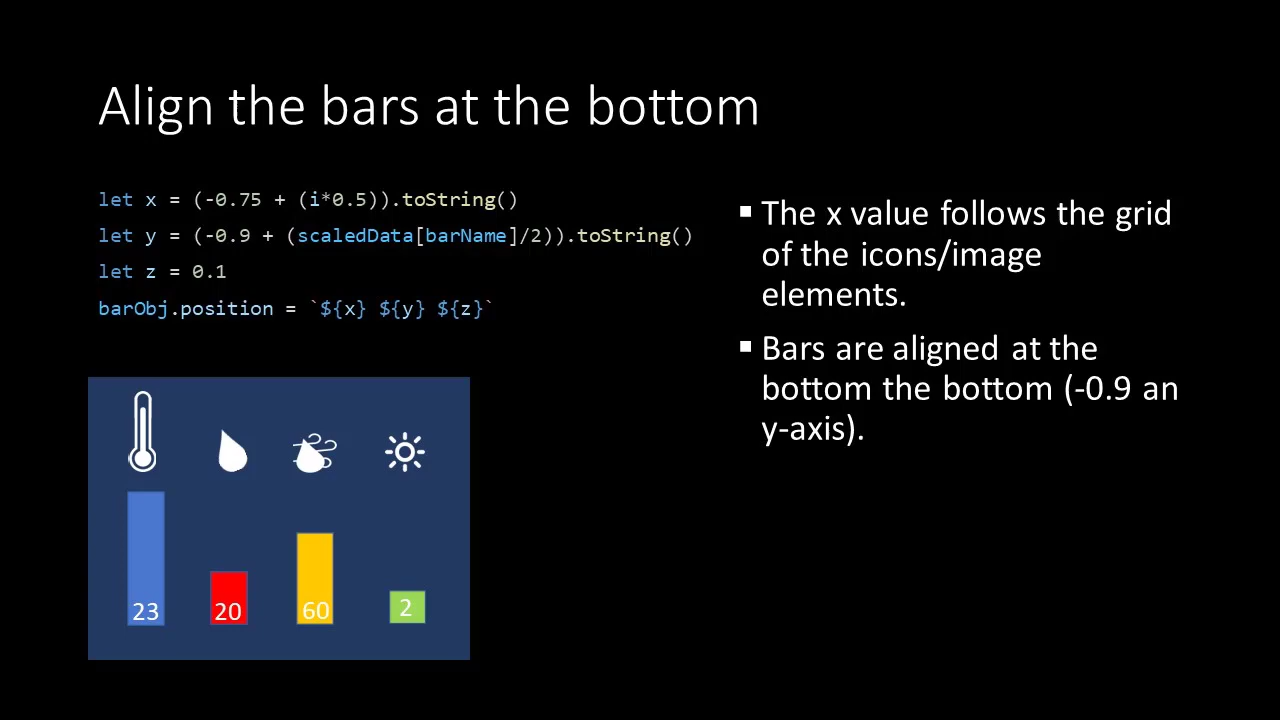 Align the bars at the bottom
let x = (-0.75 + (i*0.5)).toString()
let y = (-0.9 + (scaledData[barName]/2)).toString()
let z = 0.1
barObj.position = `${x} ${y} ${z}`
▪ The x value follows the grid
of the icons/image
elements.
▪ Bars are aligned at the
bottom the bottom (-0.9 an
y-axis).
23 20 60 2